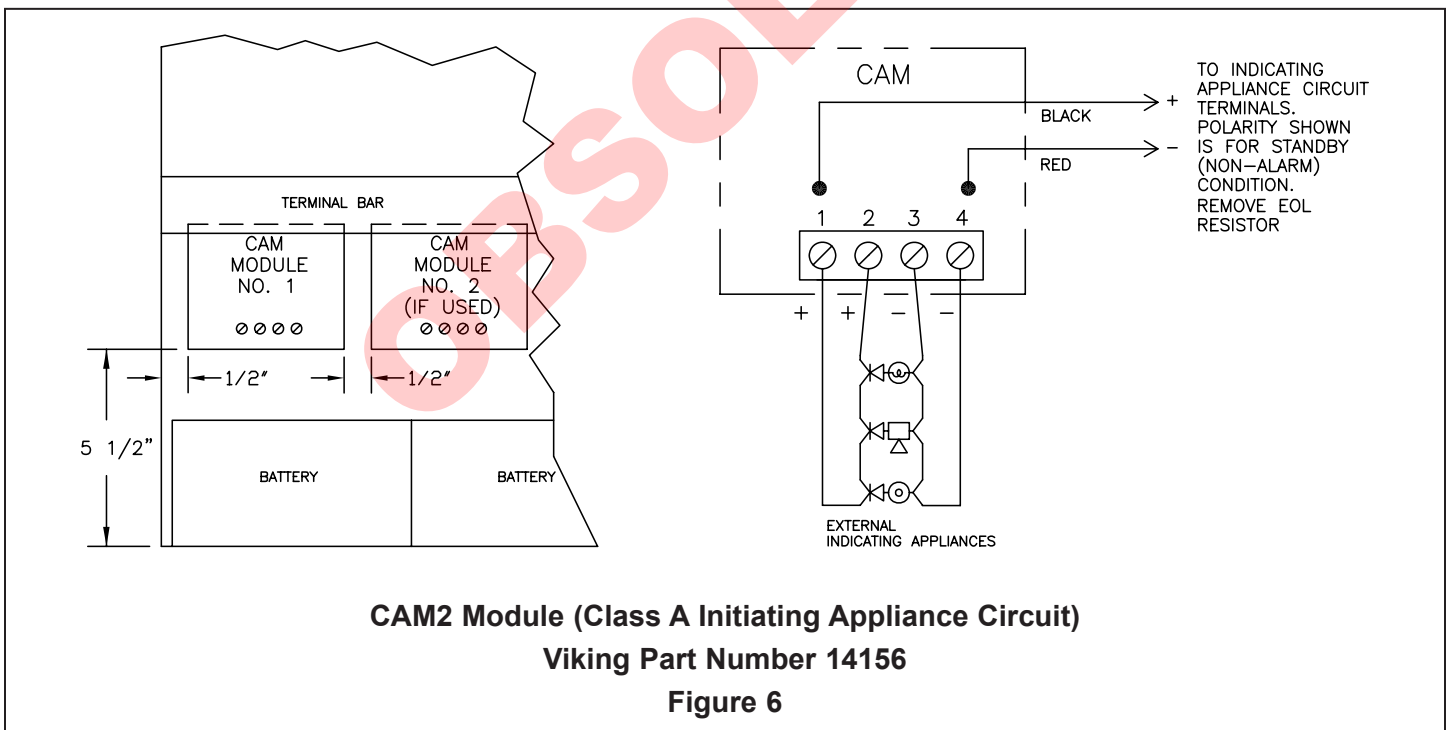 TERMINAL BAR
CAM
MODULE
NO. 1
CAM
MODULE
NO. 2
(IF USED)
1/2"
1/2"
5 1/2”
BATTERY
BATTERY
CAM
BLACK
+
RED
-
TO INDICATING
APPLIANCE CIRCUIT
TERMINALS.
POLARITY SHOWN
IS FOR STANDBY
(NON-ALARM)
CONDITION.
REMOVE EOL
RESISTOR
1 2 3 4
+ + - -
EXTERNAL
INDICATING APPLIANCES
CAM2 Module (Class A Initiating Appliance Circuit)
Viking Part Number 14156
Figure 6